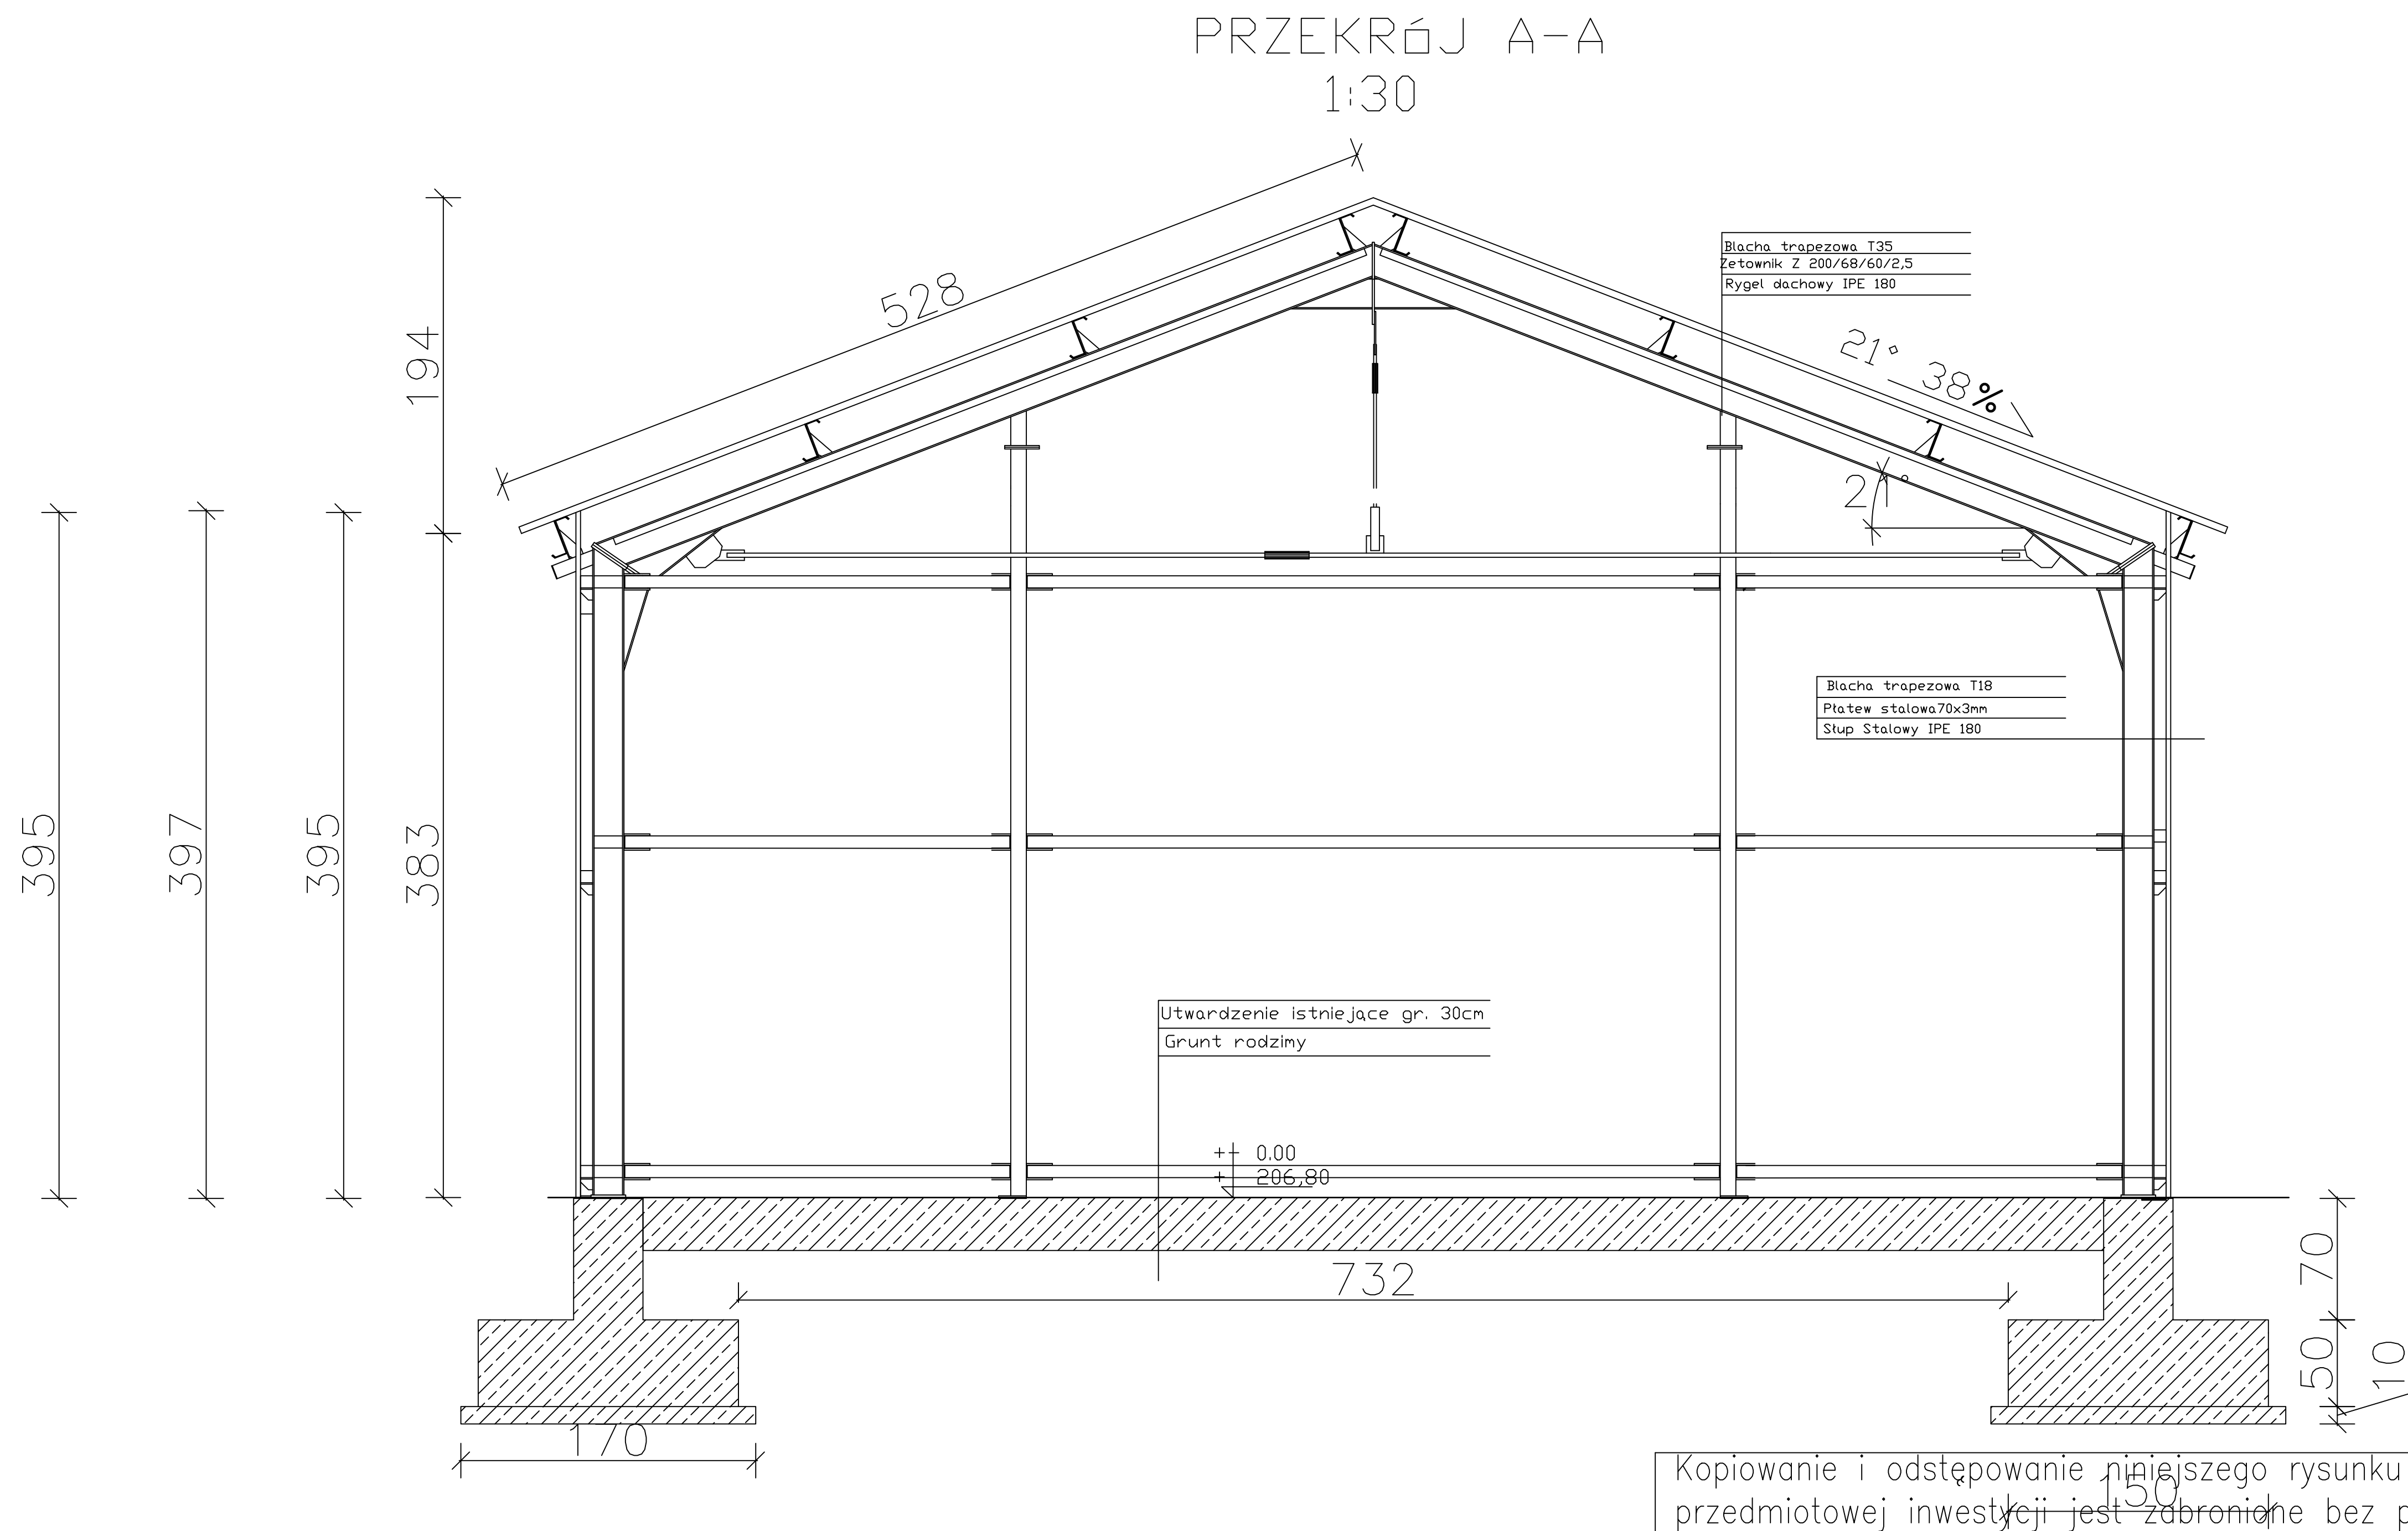 PRZEKRÓJ A-A
1:30
528
194
Blacha trapezowa T35
Zetownik Z 200/68/60/2,5
Rygel dachowy IPE 180
21° 38%
395
397
395
383
Blacha trapezowa T18
Płatew stalowa70x3mm
Słup Stalowy IPE 180
Utwardzenie istniejące gr. 30cm
Grunt rodzimy
0.00
206,80
732
70
50
10
170
150
Kopiowanie i odstępowanie niniejszego rysunku
przedmiotowej inwestycji jest zabronione bez